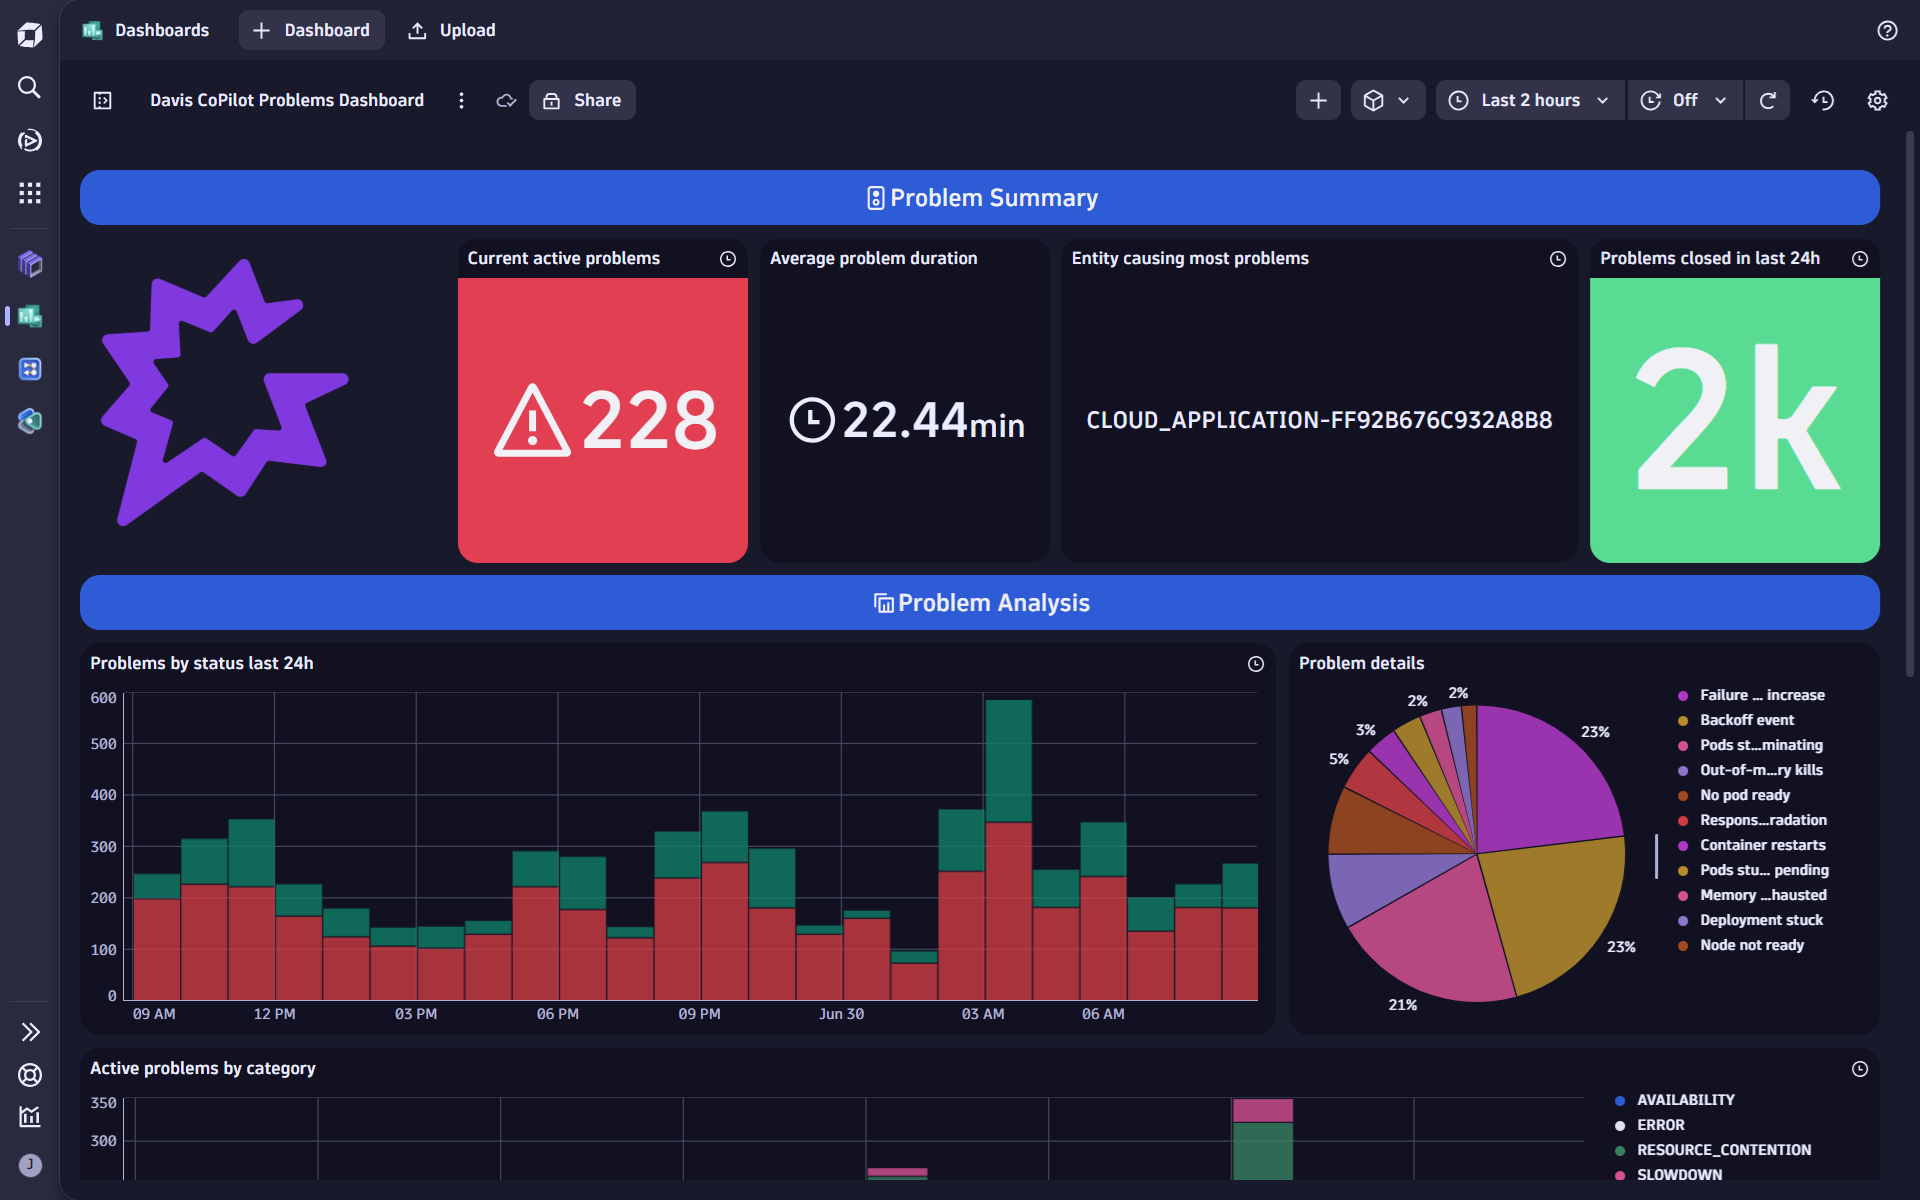 Dashboards
Dashboard
Upload
Davis CoPilot Problems Dashboard
Share
Last 2 hours
Off
Problem Summary
Current active problems
Average problem duration
Entity causing most problems
Problems closed in last 24h
228
22.44min
CLOUD_APPLICATION-FF92B676C932A8B8
2k
Problem Analysis
Problems by status last 24h
600
500
400
300
200
100
0
09 AM
12 PM
03 PM
06 PM
09 PM
Jun 30
03 AM
06 AM
Problem details
2%
2%
3%
5%
23%
23%
21%
Failure ... increase
Backoff event
Pods st...minating
Out-of-m...ry kills
No pod ready
Respons...radation
Container restarts
Pods stu... pending
Memory ...hausted
Deployment stuck
Node not ready
Active problems by category
350
300
AVAILABILITY
ERROR
RESOURCE_CONTENTION
SLOWDOWN
J